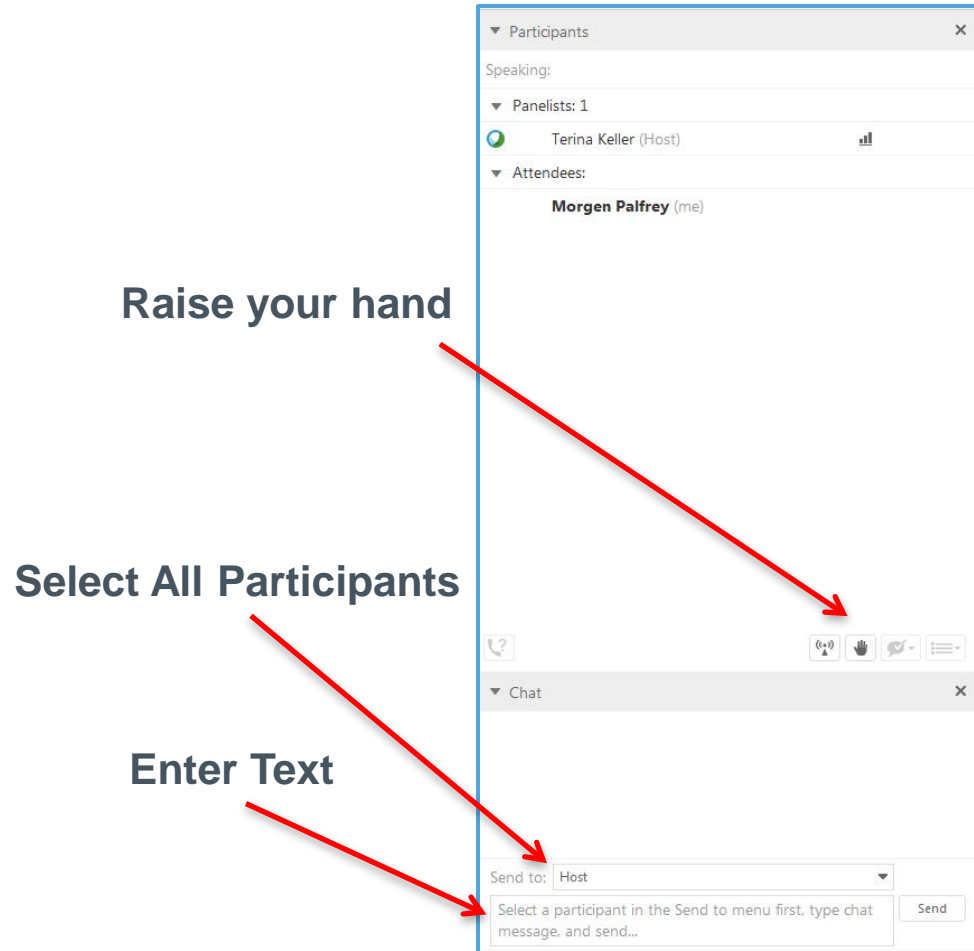 Participants
Speaking:
Panelists: 1
Terina Keller (Host)
Attendees:
Morgen Palfrey (me)
Raise your hand
Select All Participants
Chat
Enter Text
Send to: Host
Select a participant in the Send to menu first, type chat
message, and send...
Send